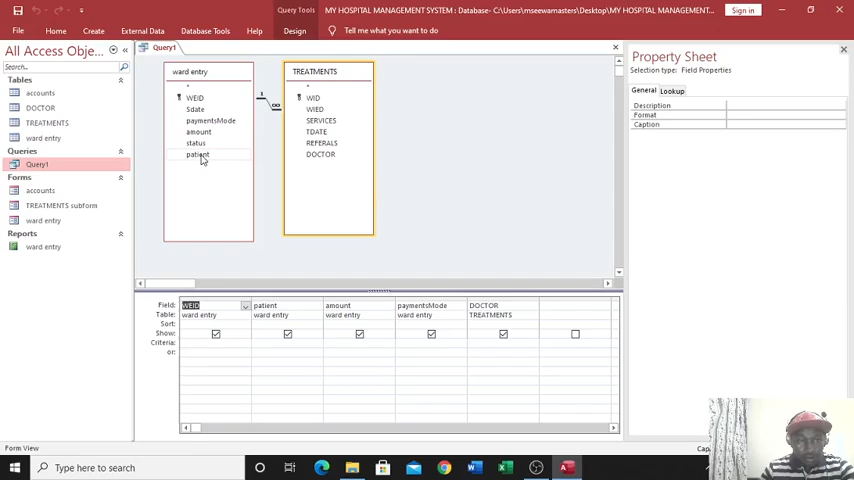 Query Tools
MY HOSPITAL MANAGEMENT SYSTEM : Database- C:\Users\mseewamasters\Desktop\MY HOSPITAL MANAGEMENT...
Sign in
File Home Create External Data Database Tools Help Design Tell me what you want to do
All Access Obje...
Search...
Tables
accounts
DOCTOR
TREATMENTS
ward entry
Queries
Query1
Forms
accounts
TREATMENTS subform
ward entry
Reports
ward entry
Query1
ward entry
*
WEID
Sdate
paymentsMode
amount
status
patient
1
∞
TREATMENTS
*
WID
WIED
SERVICES
TDATE
REFERALS
DOCTOR
Field: WEID patient amount paymentsMode DOCTOR
Table: ward entry ward entry ward entry ward entry TREATMENTS
Sort:
Show:
Criteria:
or:
Property Sheet
Selection type: Field Properties
General Lookup
Description
Format
Caption
Form View
Type here to search